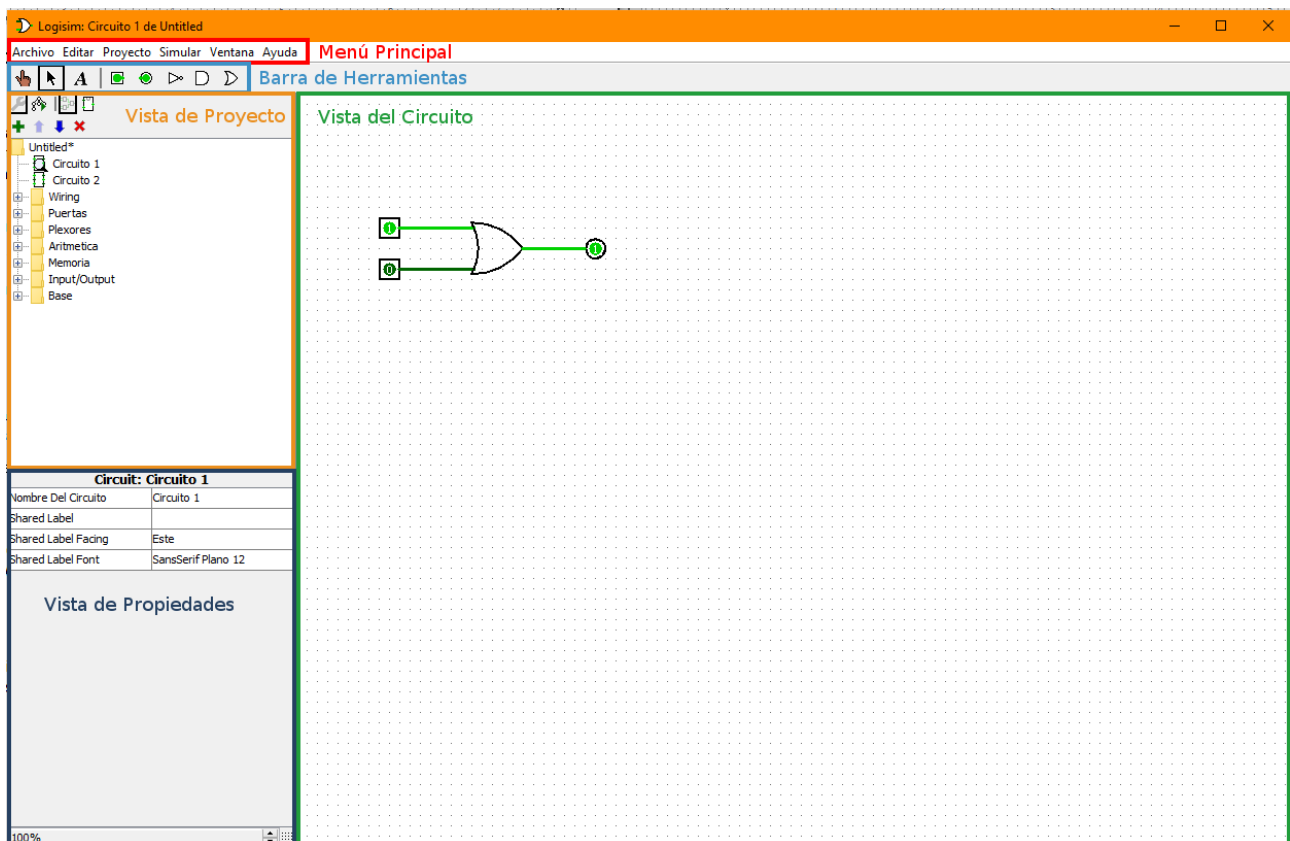 Logisim: Circuito 1 de Untitled
Archivo Editar Proyecto Simular Ventana Ayuda
Menú Principal
A
Barra de Herramientas
Vista de Proyecto
Vista del Circuito
Untitled*
Circuito 1
Circuito 2
Wiring
Puertas
Plexores
Aritmetica
Memoria
Input/Output
Base
1
0
1
Circuit: Circuito 1
Nombre Del Circuito Circuito 1
Shared Label
Shared Label Facing Este
Shared Label Font SansSerif Plano 12
Vista de Propiedades
100%